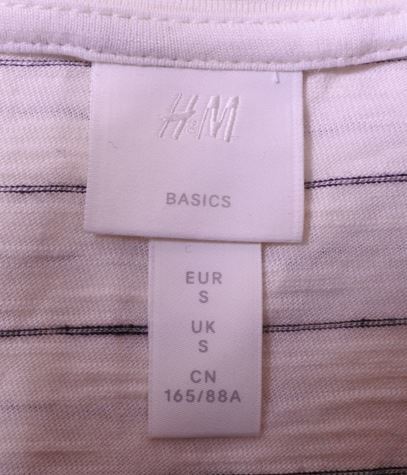 H&M
BASICS
EUR
S
UK
S
CN
165/88A